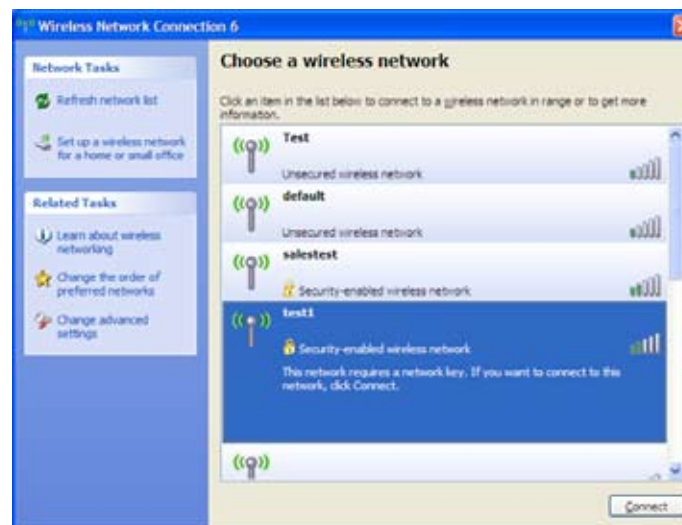 Wireless Network Connection 6
Network Tasks
Refresh network list
Set up a wireless network
for a home or small office
Related Tasks
Learn about wireless
networking
Change the order of
preferred networks
Change advanced
settings
Choose a wireless network
Click an item in the list below to connect to a wireless network in range or to get more
information.
Test
Unsecured wireless network
default
Unsecured wireless network
salestest
Security-enabled wireless network
test1
Security-enabled wireless network
This network requires a network key. If you want to connect to this
network, click Connect.
Connect